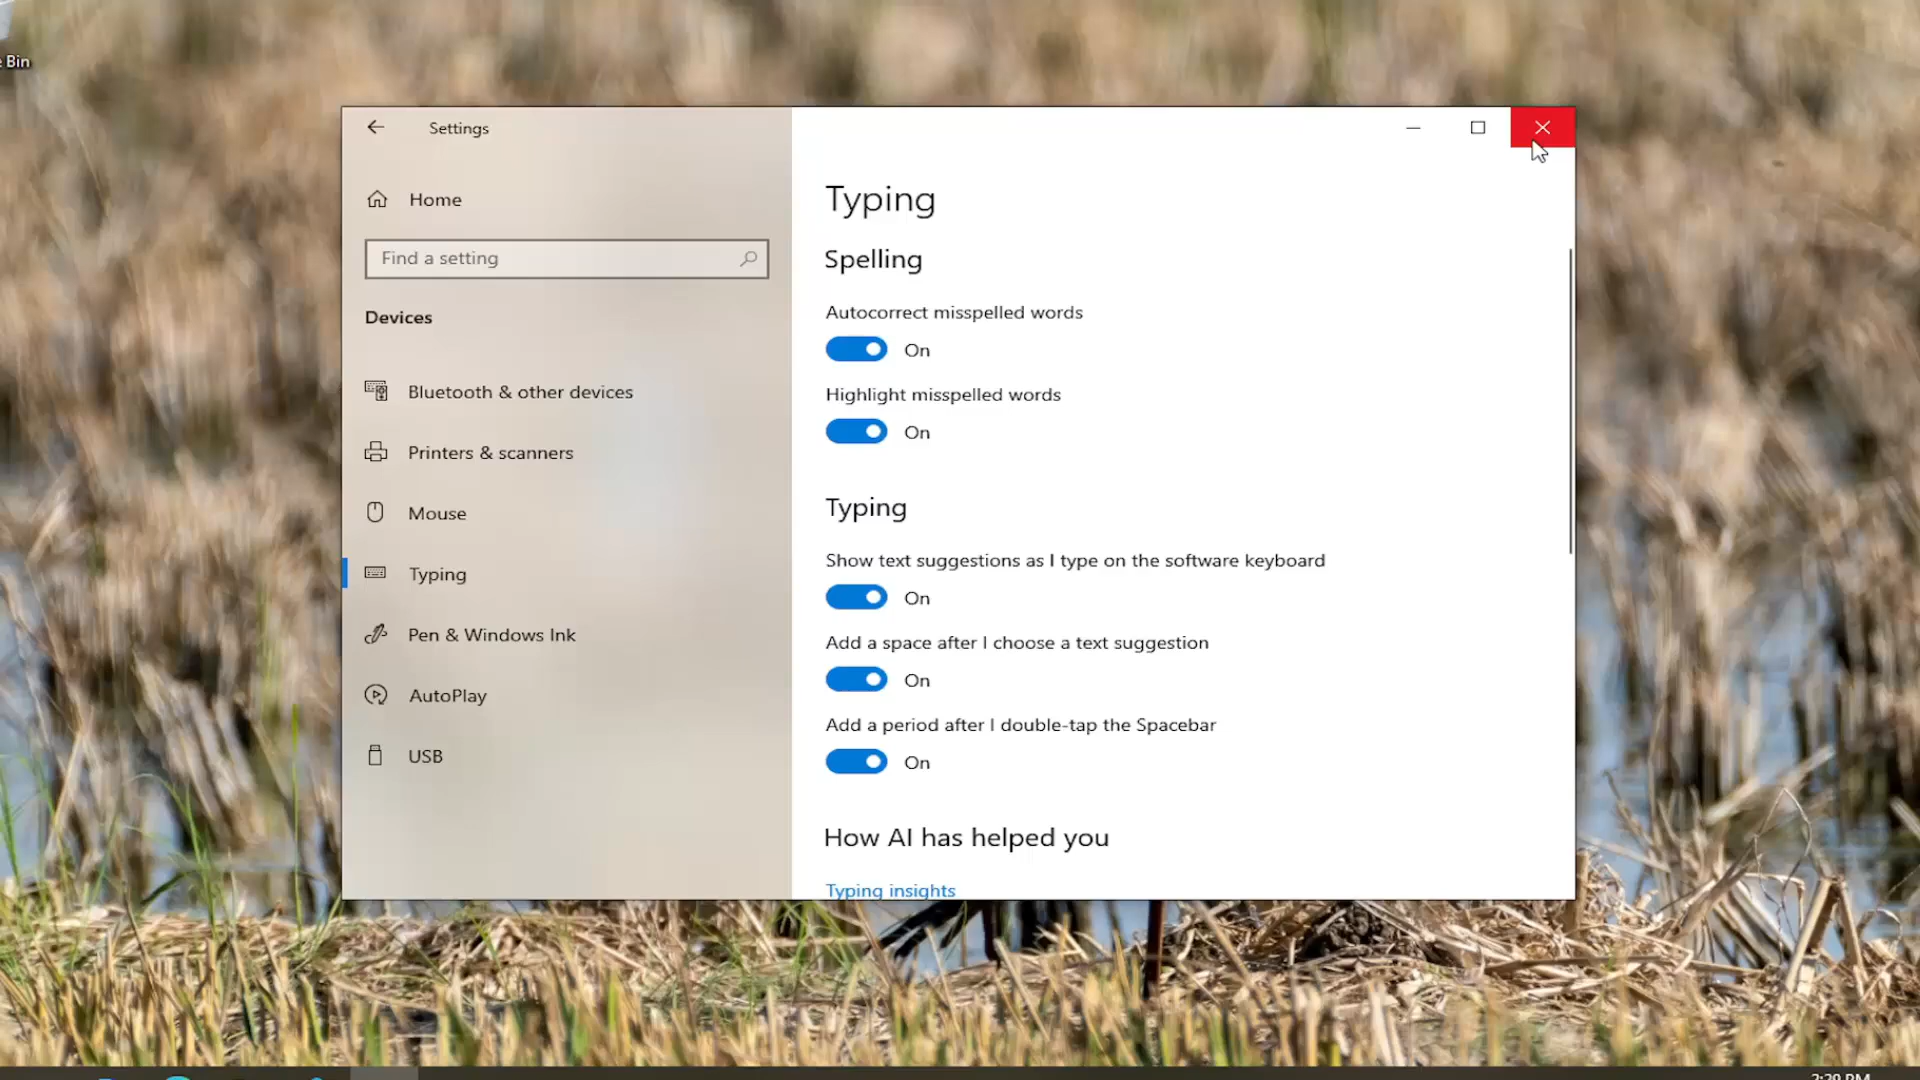 Bin
Settings
Home
Find a setting
Devices
Bluetooth & other devices
Printers & scanners
Mouse
Typing
Pen & Windows Ink
AutoPlay
USB
Typing
Spelling
Autocorrect misspelled words
On
Highlight misspelled words
On
Typing
Show text suggestions as I type on the software keyboard
On
Add a space after I choose a text suggestion
On
Add a period after I double-tap the Spacebar
On
How AI has helped you
Typing insights